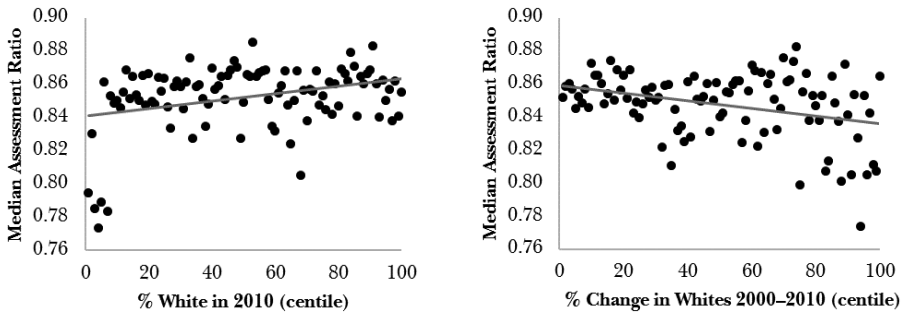 Median Assessment Ratio
0.90
0.88
0.86
0.84
0.82
0.80
0.78
0.76
0 20 40 60 80 100
% White in 2010 (centile)
Median Assessment Ratio
0.90
0.88
0.86
0.84
0.82
0.80
0.78
0.76
0 20 40 60 80 100
% Change in Whites 2000–2010 (centile)